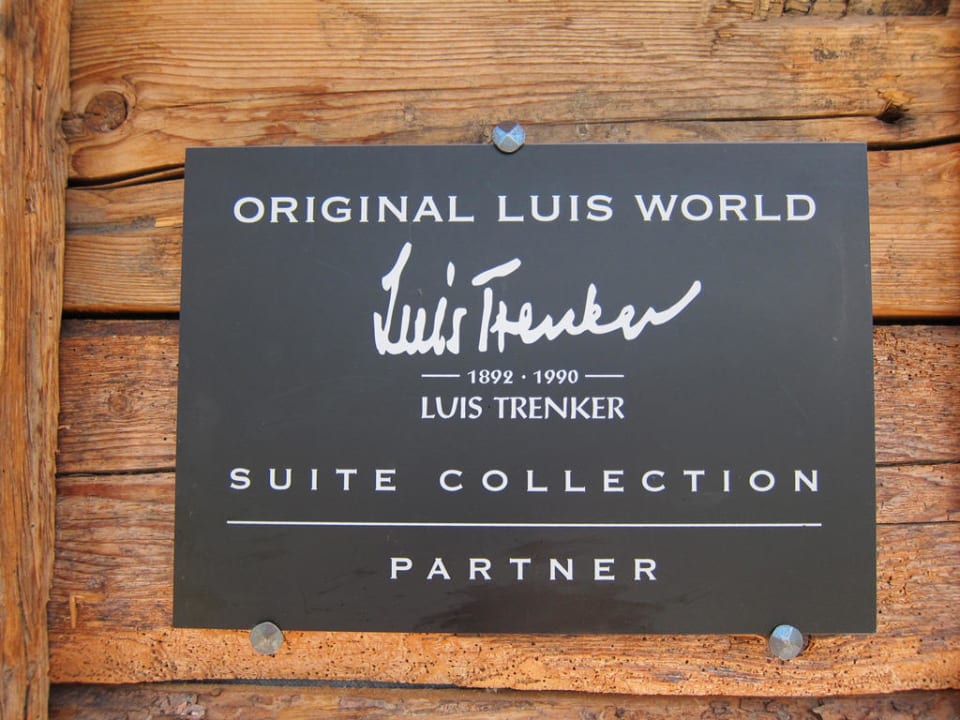 ORIGINAL LUIS WORLD
Luis Trenker
1892 · 1990
LUIS TRENKER
SUITE COLLECTION
PARTNER